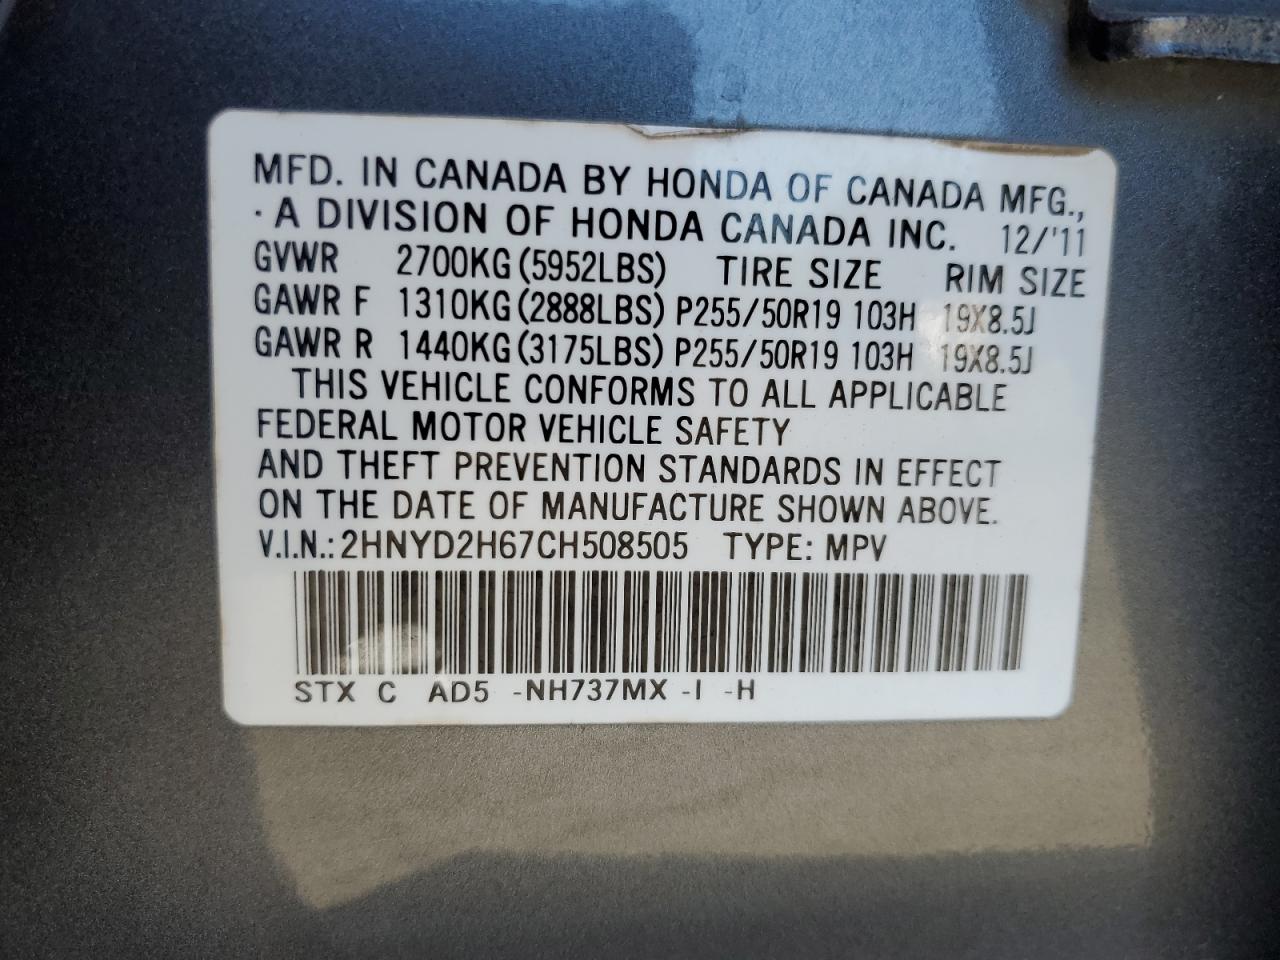 MFD. IN CANADA BY HONDA OF CANADA MFG.,
· A DIVISION OF HONDA CANADA INC. 12/'11
GVWR 2700KG(5952LBS) TIRE SIZE RIM SIZE
GAWR F 1310KG(2888LBS) P255/50R19 103H 19X8.5J
GAWR R 1440KG(3175LBS) P255/50R19 103H 19X8.5J
THIS VEHICLE CONFORMS TO ALL APPLICABLE
FEDERAL MOTOR VEHICLE SAFETY
AND THEFT PREVENTION STANDARDS IN EFFECT
ON THE DATE OF MANUFACTURE SHOWN ABOVE.
V.I.N.: 2HNYD2H67CH508505 TYPE: MPV
STX C AD5 -NH737MX -I -H